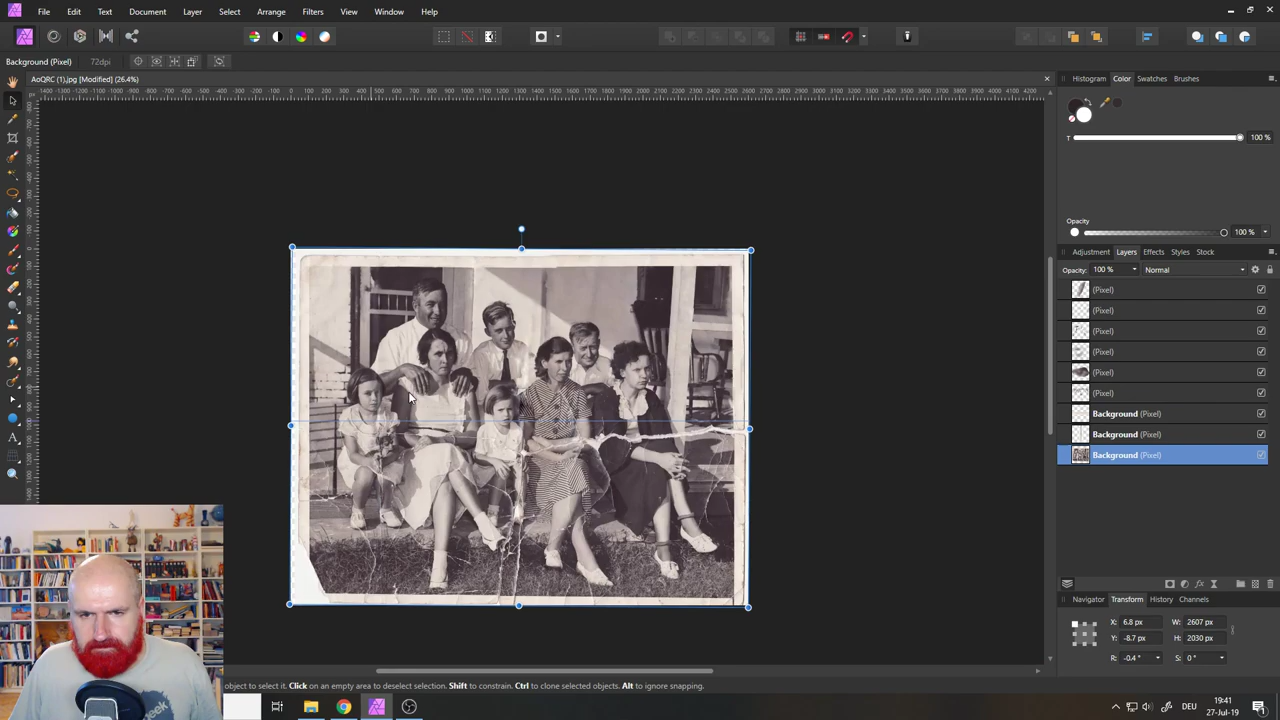 File Edit Text Document Layer Select Arrange Filters View Window Help
Background (Pixel) 72dpi
AoQRC (1).jpg [Modified] (26.4%)
Histogram Color Swatches Brushes
T 100 %
Opacity
100 %
Adjustment Layers Effects Styles Stock
Opacity: 100 % Normal
(Pixel)
(Pixel)
(Pixel)
(Pixel)
(Pixel)
(Pixel)
Background (Pixel)
Background (Pixel)
Background (Pixel)
Navigator Transform History Channels
X: 6.8 px W: 2607 px
Y: -8.7 px H: 2030 px
R: -0.4 ° S: 0 °
object to select it. Click on an empty area to deselect selection. Shift to constrain. Ctrl to clone selected objects. Alt to ignore snapping.
DEU 19:41
27-Jul-19